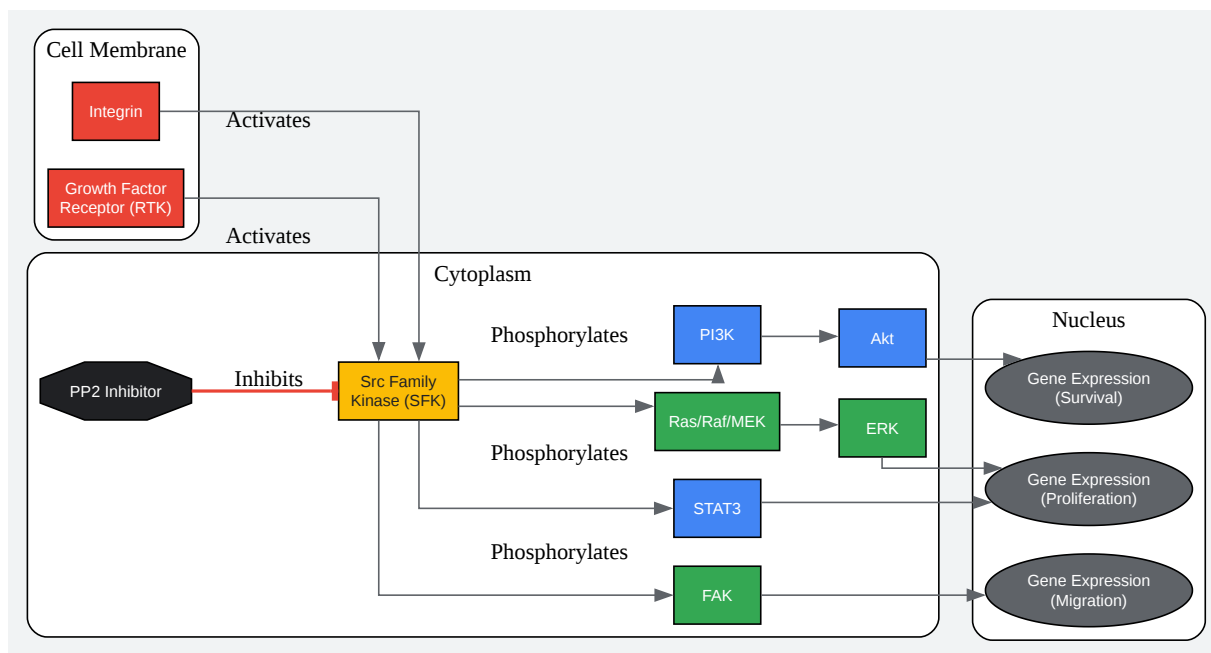 Cell Membrane
Integrin
Activates
Growth Factor
Receptor (RTK)
Activates
Cytoplasm
Phosphorylates
PI3K
Akt
Nucleus
Gene Expression
(Survival)
PP2 Inhibitor
Inhibits
Src Family
Kinase (SFK)
Ras/Raf/MEK
ERK
Phosphorylates
STAT3
Gene Expression
(Proliferation)
Phosphorylates
FAK
Gene Expression
(Migration)